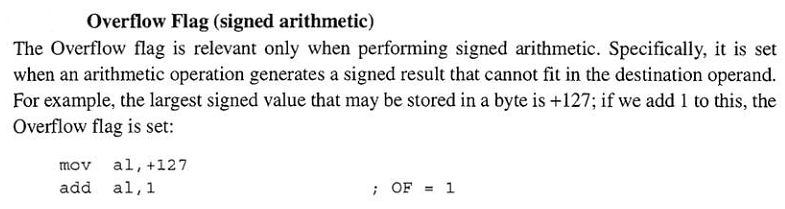 Overflow Flag (signed arithmetic)
The Overflow flag is relevant only when performing signed arithmetic. Specifically, it is set
when an arithmetic operation generates a signed result that cannot fit in the destination operand.
For example, the largest signed value that may be stored in a byte is +127; if we add 1 to this, the
Overflow flag is set:
mov al,+127
add al,1 ; OF = 1